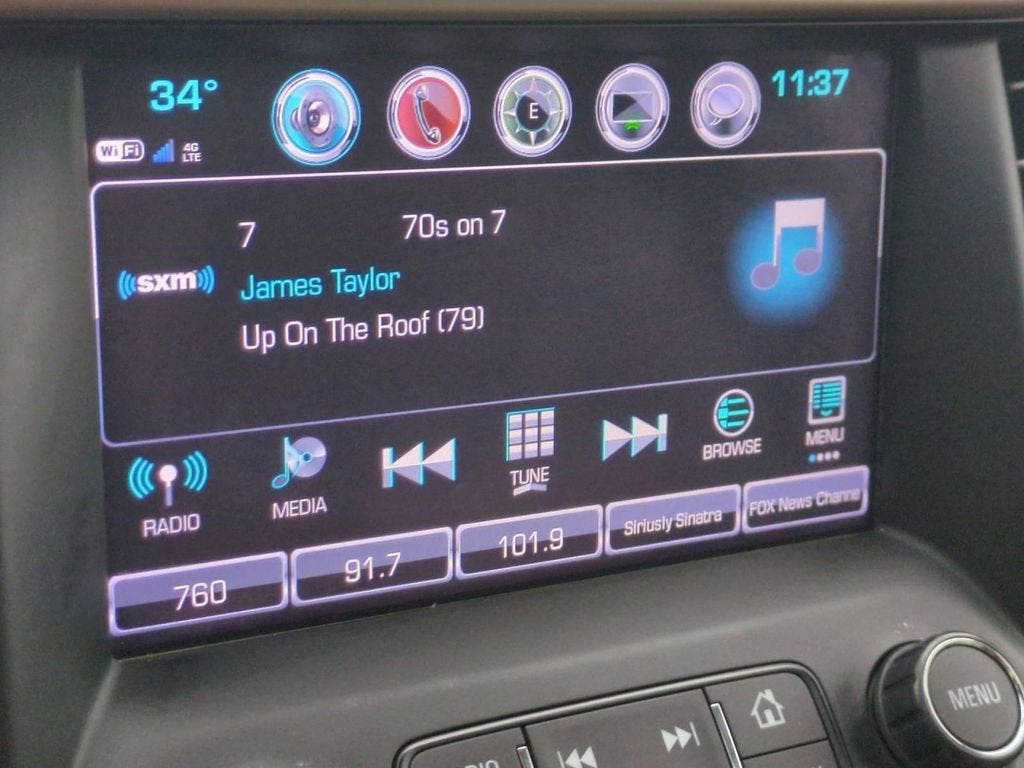 34°
11:37
E
WiFi 4G LTE
7 70s on 7
sxm
James Taylor
Up On The Roof (79)
RADIO
MEDIA
TUNE
BROWSE
MENU
760
91.7
101.9
Siriusly Sinatra
FOX News Channe
MENU